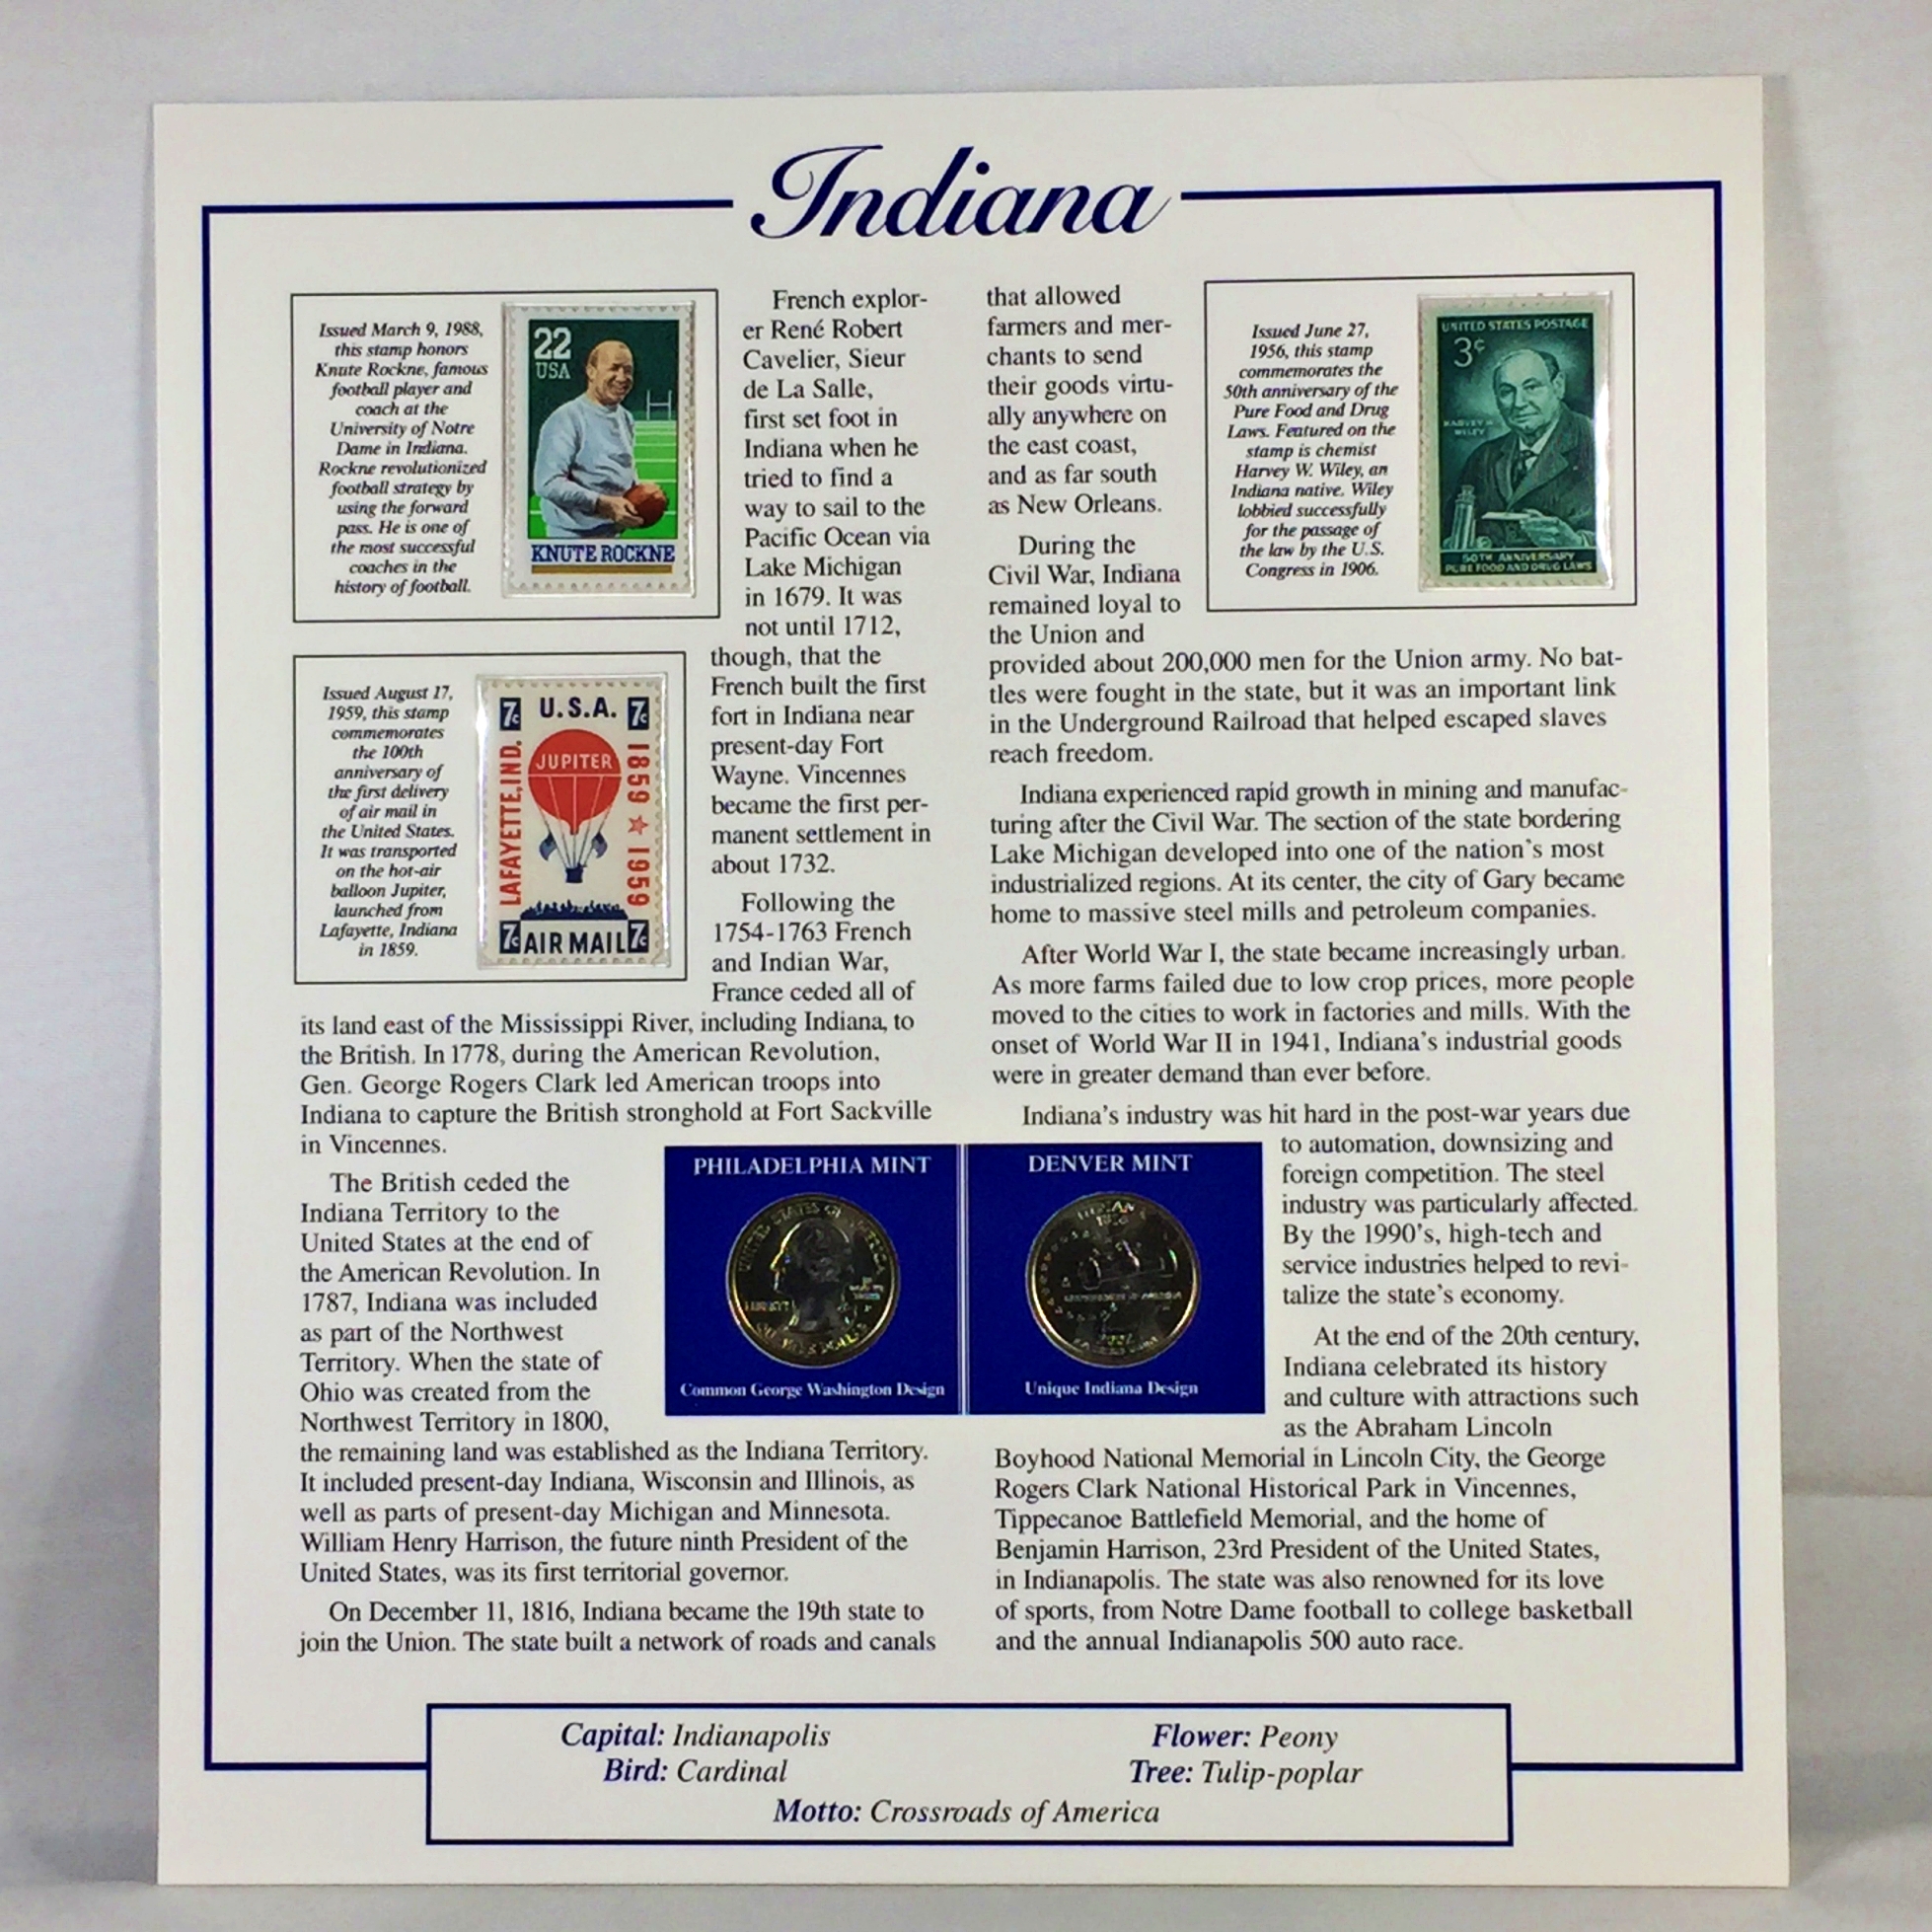 Indiana
Issued March 9, 1988,
this stamp honors
Knute Rockne, famous
football player and
coach at the
University of Notre
Dame in Indiana.
Rockne revolutionized
football strategy by
using the forward
pass. He is one of
the most successful
coaches in the
history of football.
22
USA
KNUTE ROCKNE
Issued August 17,
1959, this stamp
commemorates
the 100th
anniversary of
the first delivery
of air mail in
the United States.
It was transported
on the hot-air
balloon Jupiter,
launched from
Lafayette, Indiana
in 1859.
7c U.S.A. 7c
LAFAYETTE, IND.
JUPITER
1859 ★ 1959
7c AIR MAIL 7c
French explor-
er René Robert
Cavelier, Sieur
de La Salle,
first set foot in
Indiana when he
tried to find a
way to sail to the
Pacific Ocean via
Lake Michigan
in 1679. It was
not until 1712,
though, that the
French built the first
fort in Indiana near
present-day Fort
Wayne. Vincennes
became the first per-
manent settlement in
about 1732.
Following the
1754-1763 French
and Indian War,
France ceded all of
its land east of the Mississippi River, including Indiana, to
the British. In 1778, during the American Revolution,
Gen. George Rogers Clark led American troops into
Indiana to capture the British stronghold at Fort Sackville
in Vincennes.
The British ceded the
Indiana Territory to the
United States at the end of
the American Revolution. In
1787, Indiana was included
as part of the Northwest
Territory. When the state of
Ohio was created from the
Northwest Territory in 1800,
the remaining land was established as the Indiana Territory.
It included present-day Indiana, Wisconsin and Illinois, as
well as parts of present-day Michigan and Minnesota.
William Henry Harrison, the future ninth President of the
United States, was its first territorial governor.
On December 11, 1816, Indiana became the 19th state to
join the Union. The state built a network of roads and canals
that allowed
farmers and mer-
chants to send
their goods virtu-
ally anywhere on
the east coast,
and as far south
as New Orleans.
During the
Civil War, Indiana
remained loyal to
the Union and
provided about 200,000 men for the Union army. No bat-
tles were fought in the state, but it was an important link
in the Underground Railroad that helped escaped slaves
reach freedom.
Indiana experienced rapid growth in mining and manufac-
turing after the Civil War. The section of the state bordering
Lake Michigan developed into one of the nation's most
industrialized regions. At its center, the city of Gary became
home to massive steel mills and petroleum companies.
After World War I, the state became increasingly urban.
As more farms failed due to low crop prices, more people
moved to the cities to work in factories and mills. With the
onset of World War II in 1941, Indiana's industrial goods
were in greater demand than ever before.
Indiana's industry was hit hard in the post-war years due
to automation, downsizing and
foreign competition. The steel
industry was particularly affected.
By the 1990's, high-tech and
service industries helped to revi-
talize the state's economy.
At the end of the 20th century,
Indiana celebrated its history
and culture with attractions such
as the Abraham Lincoln
Boyhood National Memorial in Lincoln City, the George
Rogers Clark National Historical Park in Vincennes,
Tippecanoe Battlefield Memorial, and the home of
Benjamin Harrison, 23rd President of the United States,
in Indianapolis. The state was also renowned for its love
of sports, from Notre Dame football to college basketball
and the annual Indianapolis 500 auto race.
Issued June 27,
1956, this stamp
commemorates the
50th anniversary of the
Pure Food and Drug
Laws. Featured on the
stamp is chemist
Harvey W. Wiley, an
Indiana native. Wiley
lobbied successfully
for the passage of
the law by the U.S.
Congress in 1906.
UNITED STATES POSTAGE
3¢
HARVEY W.
WILEY
50TH ANNIVERSARY
PURE FOOD AND DRUG LAWS
PHILADELPHIA MINT
UNITED STATES OF
LIBERTY
P
Common George Washington Design
DENVER MINT
Unique Indiana Design
Capital: Indianapolis
Bird: Cardinal
Flower: Peony
Tree: Tulip-poplar
Motto: Crossroads of America